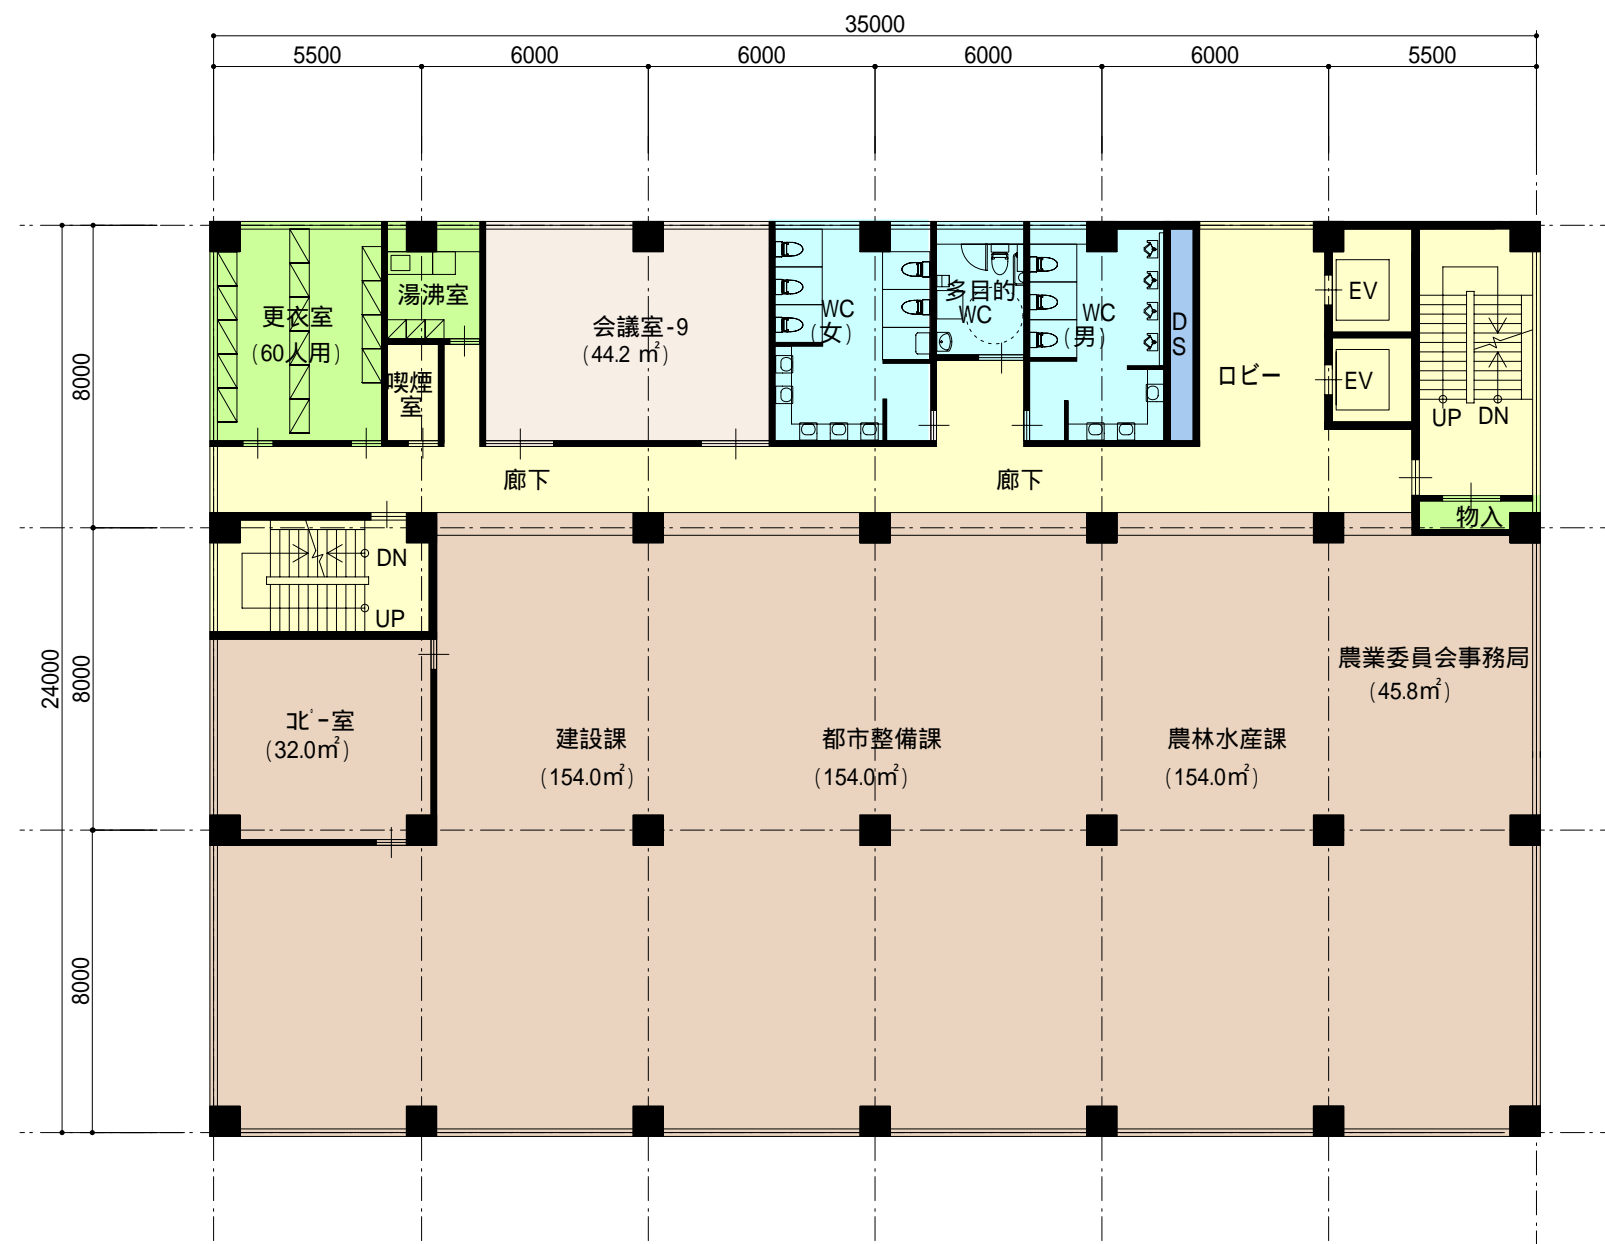 35000
5500 6000 6000 6000 6000 5500
湯沸室
更衣室
(60人用)
喫煙
室
会議室-9
(44.2 ㎡)
WC
(女)
多目的
WC
WC
(男)
D
S
ロビー
EV
EV
UP DN
廊下 廊下
物入
8000
24000
8000
8000
DN
UP
ｺﾋﾟｰ室
(32.0㎡)
建設課
(154.0㎡)
都市整備課
(154.0㎡)
農林水産課
(154.0㎡)
農業委員会事務局
(45.8㎡)